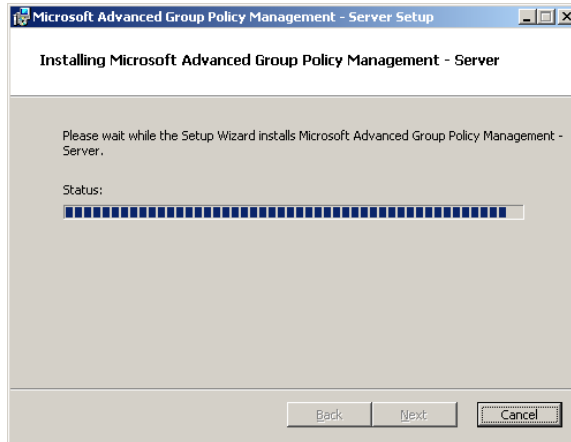 Microsoft Advanced Group Policy Management - Server Setup
Installing Microsoft Advanced Group Policy Management - Server
Please wait while the Setup Wizard installs Microsoft Advanced Group Policy Management -
Server.
Status:
Back Next Cancel